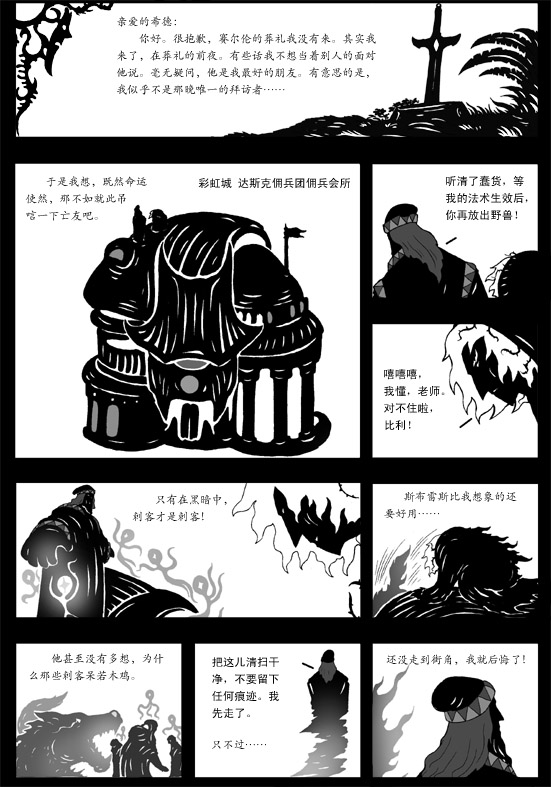 亲爱的希德:
你好。很抱歉，赛尔伦的葬礼我没有来。其实我
来了，在葬礼的前夜。有些话我不想当着别人的面对
他说。毫无疑问，他是我最好的朋友。有意思的是，
我似乎不是那晚唯一的拜访者……
于是我想，既然命运
使然，那不如就此吊
唁一下亡友吧。
彩虹城 达斯克佣兵团佣兵会所
听清了蠢货，等
我的法术生效后，
你再放出野兽！
嘻嘻嘻，
我懂，老师。
对不住啦，
比利！
只有在黑暗中，
刺客才是刺客！
斯布雷斯比我想象的还
要好用……
他甚至没有多想，为什
么那些刺客呆若木鸡。
把这儿清扫干
净，不要留下
任何痕迹。我
先走了。
只不过……
还没走到街角，我就后悔了！